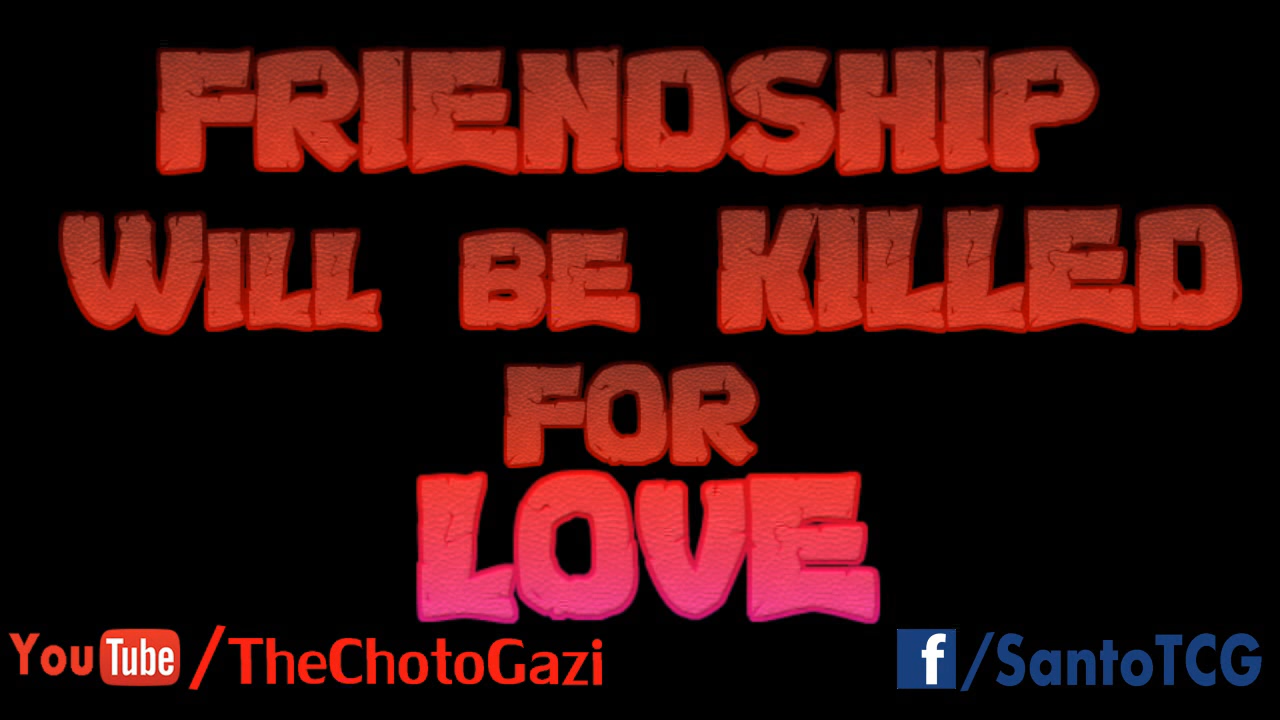 FRIENDSHIP
WILL BE KILLED
FOR
LOVE
YouTube/TheChotoGazi
f/SantoTCG